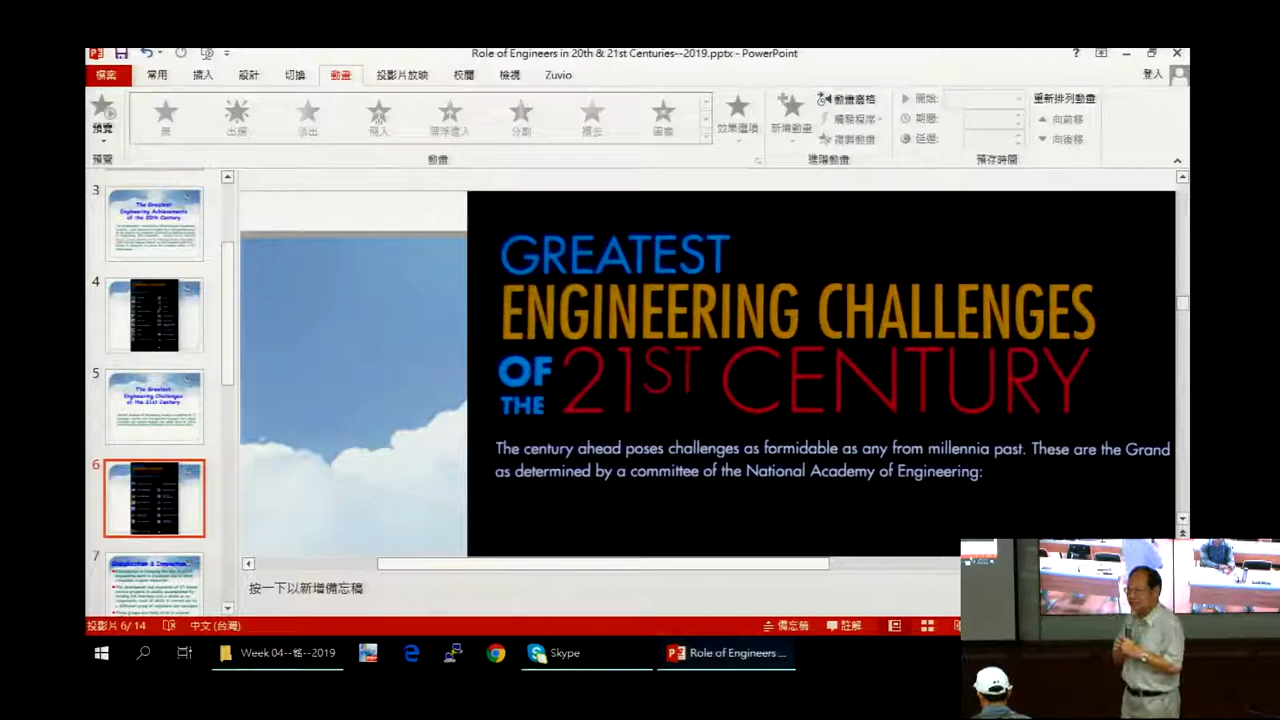 Role of Engineers in 20th & 21st Centuries--2019.pptx - PowerPoint
檔案 常用 插入 設計 切換 動畫 投影片放映 校閱 檢視 Zuvio 登入
預覽 無 出現 淡出 飛入 漂浮進入 分割 擦去 圖案 效果選項 新增動畫
動畫窗格
觸發程序
複製動畫
開始:
期間:
延遲:
重新排列動畫
向前移
向後移
預覽 動畫 進階動畫 預存時間
3
The Greatest
Engineering Achievements
of the 20th Century
4
5
The Greatest
Engineering Challenges
of the 21st Century
6
7
GREATEST
ENGINEERING CHALLENGES
OF THE 21ST CENTURY
The century ahead poses challenges as formidable as any from millennia past. These are the Grand
as determined by a committee of the National Academy of Engineering:
按一下以新增備忘稿
投影片 6/14 中文 (台灣) 備忘稿 註解
Week 04--铭--2019 Skype Role of Engineers ...